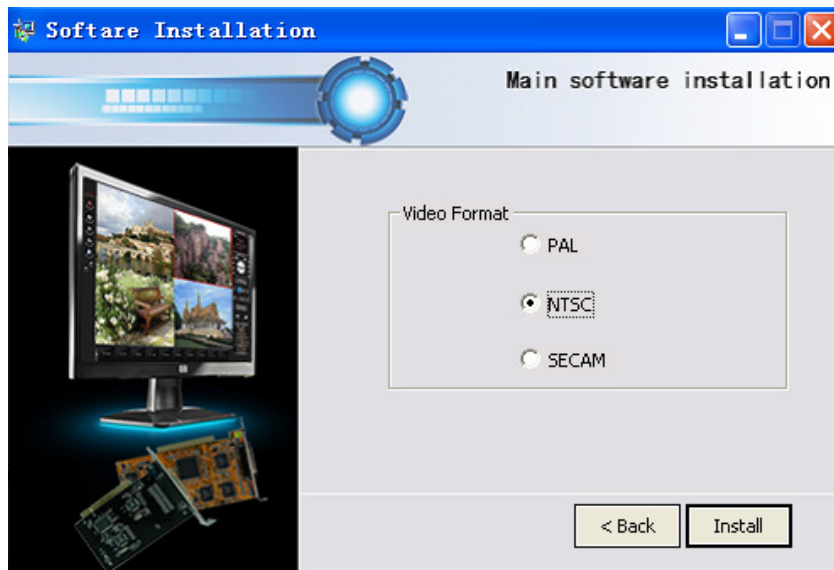 Softare Installation
Main software installation
Video Format
PAL
NTSC
SECAM
< Back
Install